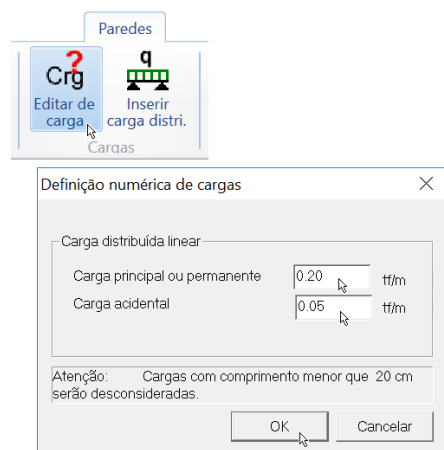 Paredes
Crg ?
q
Editar de carga
Inserir carga distri.
Cargas
Definição numérica de cargas
Carga distribuída linear
Carga principal ou permanente 0.20 tf/m
Carga acidental 0.05 tf/m
Atenção: Cargas com comprimento menor que 20 cm
serão desconsideradas.
OK Cancelar